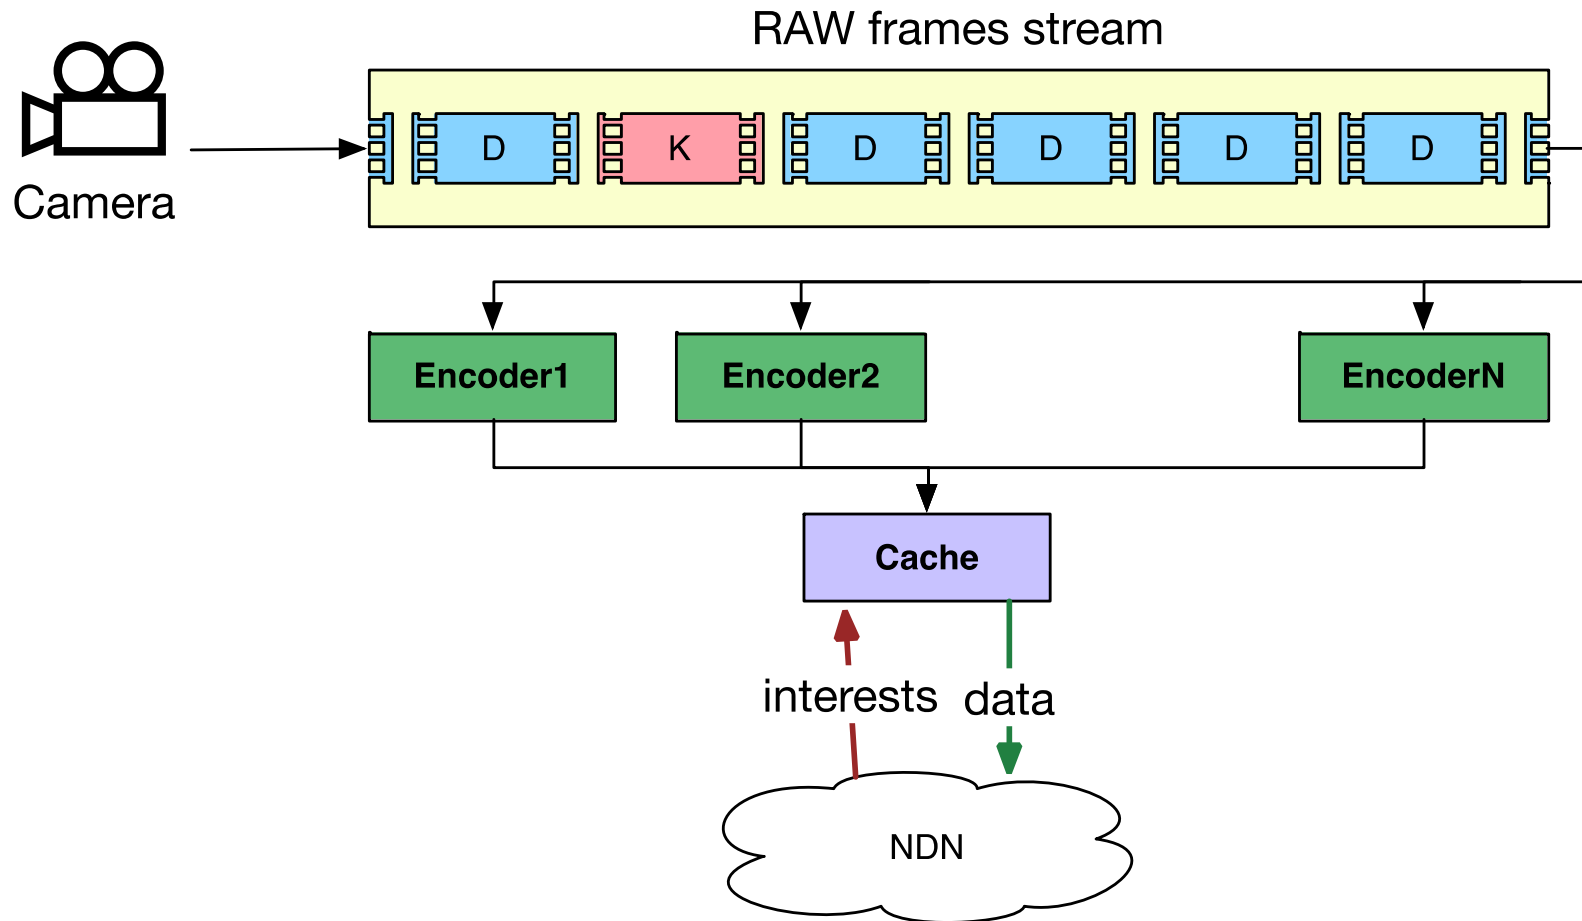 RAW frames stream
D K D D D D
Camera
Encoder1 Encoder2 EncoderN
Cache
interests data
NDN